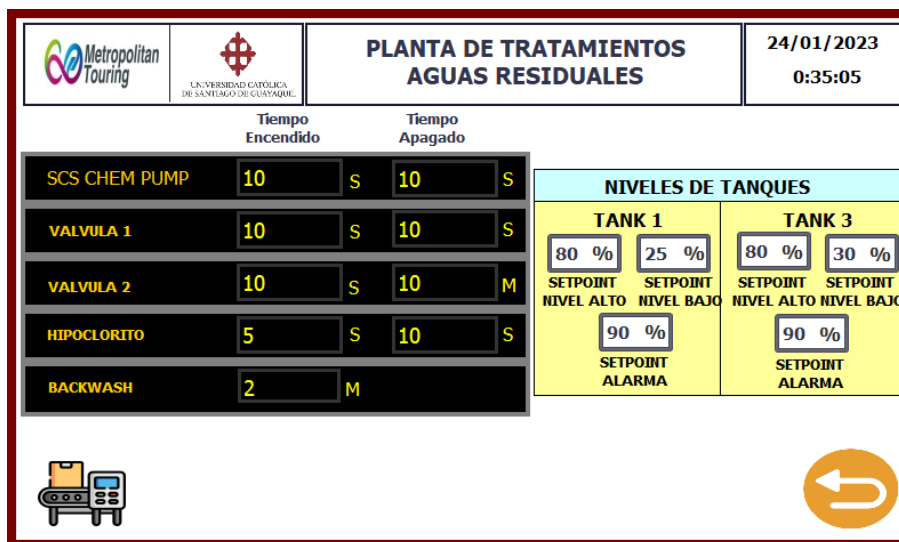 Metropolitan
Touring
UNIVERSIDAD CATÓLICA
DE SANTIAGO DE GUAYAQUIL
PLANTA DE TRATAMIENTOS
AGUAS RESIDUALES
24/01/2023
0:35:05
Tiempo
Encendido
Tiempo
Apagado
SCS CHEM PUMP 10 S 10 S
VALVULA 1 10 S 10 S
VALVULA 2 10 S 10 M
HIPOCLORITO 5 S 10 S
BACKWASH 2 M
NIVELES DE TANQUES
TANK 1
80 % 25 %
SETPOINT SETPOINT
NIVEL ALTO NIVEL BAJO
90 %
SETPOINT
ALARMA
TANK 3
80 % 30 %
SETPOINT SETPOINT
NIVEL ALTO NIVEL BAJO
90 %
SETPOINT
ALARMA